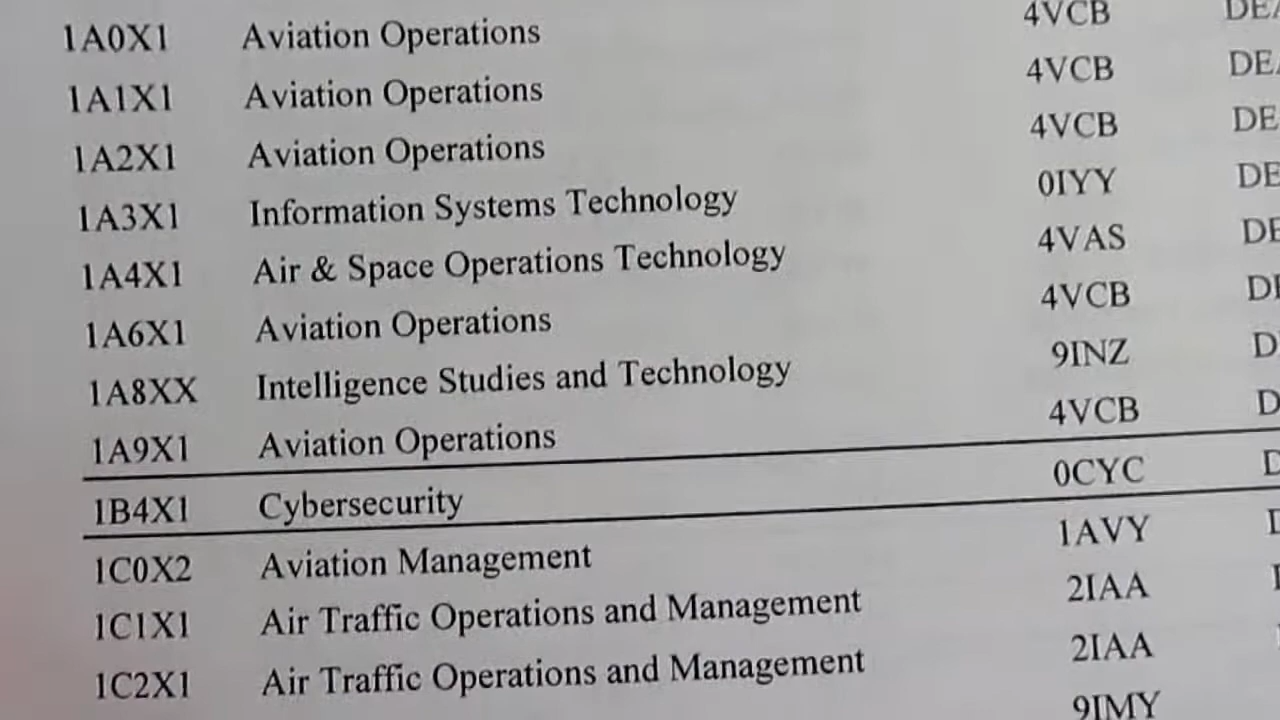 1A0X1 Aviation Operations 4VCB
1A1X1 Aviation Operations 4VCB
1A2X1 Aviation Operations 4VCB DE
1A3X1 Information Systems Technology 0IYY DE
1A4X1 Air & Space Operations Technology 4VAS DE
1A6X1 Aviation Operations 4VCB
1A8XX Intelligence Studies and Technology 9INZ D
1A9X1 Aviation Operations 4VCB D
1B4X1 Cybersecurity 0CYC
1C0X2 Aviation Management 1AVY
1C1X1 Air Traffic Operations and Management 2IAA
1C2X1 Air Traffic Operations and Management 2IAA
9IMY